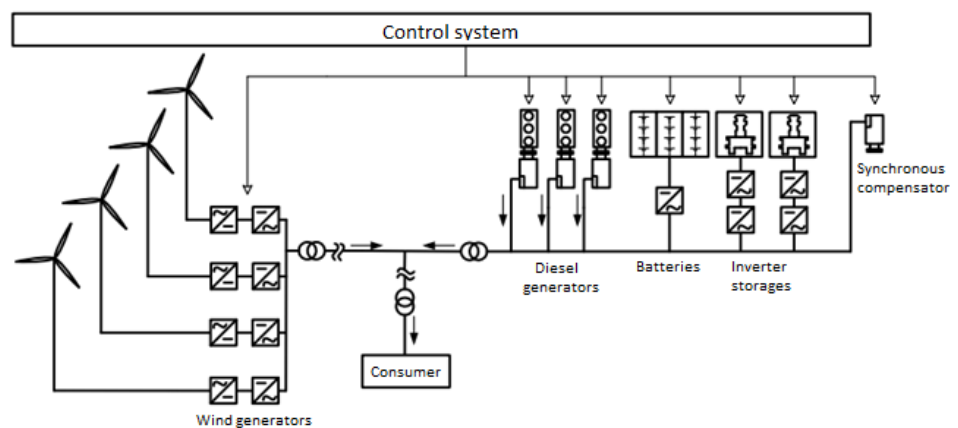 Control system
Synchronous
compensator
Diesel
generators
Batteries
Inverter
storages
Consumer
Wind generators